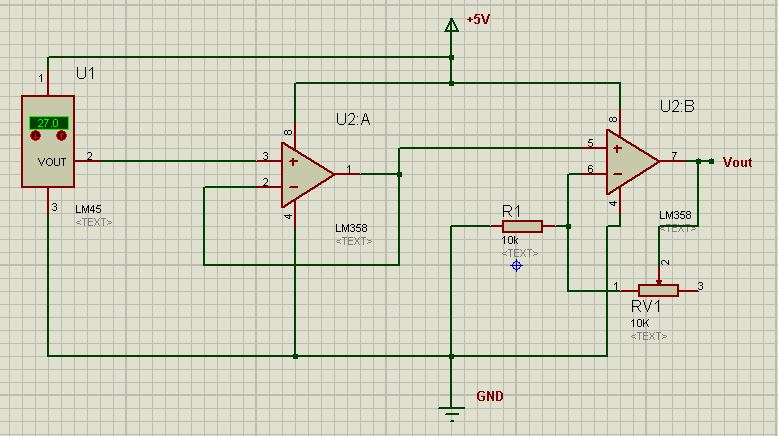 +5V
U1
1
27.0
VOUT
2
3
LM45
<TEXT>
U2:A
8
3
+
2
−
1
4
LM358
<TEXT>
U2:B
8
5
+
6
−
7
Vout
4
LM358
<TEXT>
R1
10k
<TEXT>
2
1
3
RV1
10K
<TEXT>
GND